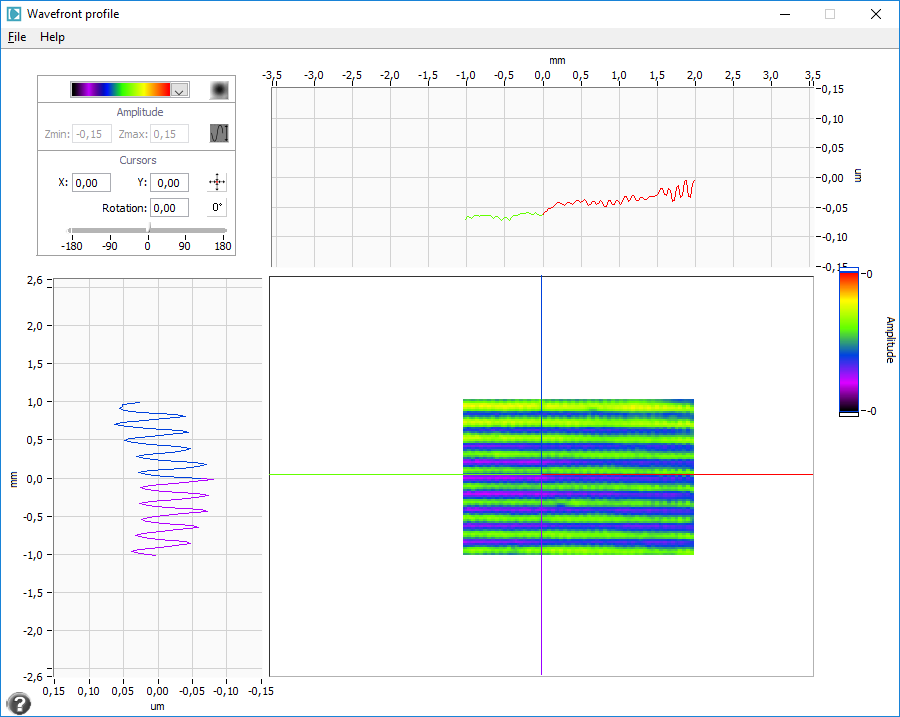 Wavefront profile
File Help
mm
-3,5 -3,0 -2,5 -2,0 -1,5 -1,0 -0,5 0,0 0,5 1,0 1,5 2,0 2,5 3,0 3,5
Amplitude
Zmin: -0,15 Zmax: 0,15
Cursors
X: 0,00 Y: 0,00
Rotation: 0,00 0°
-180 -90 0 90 180
-0,15
-0,10
-0,05
-0,00
-0,05
-0,10
-0,15
um
2,6
2,0
1,5
1,0
0,5
0,0
-0,5
-1,0
-1,5
-2,0
-2,6
mm
0,15 0,10 0,05 0,00 -0,05 -0,10 -0,15
um
-0
Amplitude
-0
?